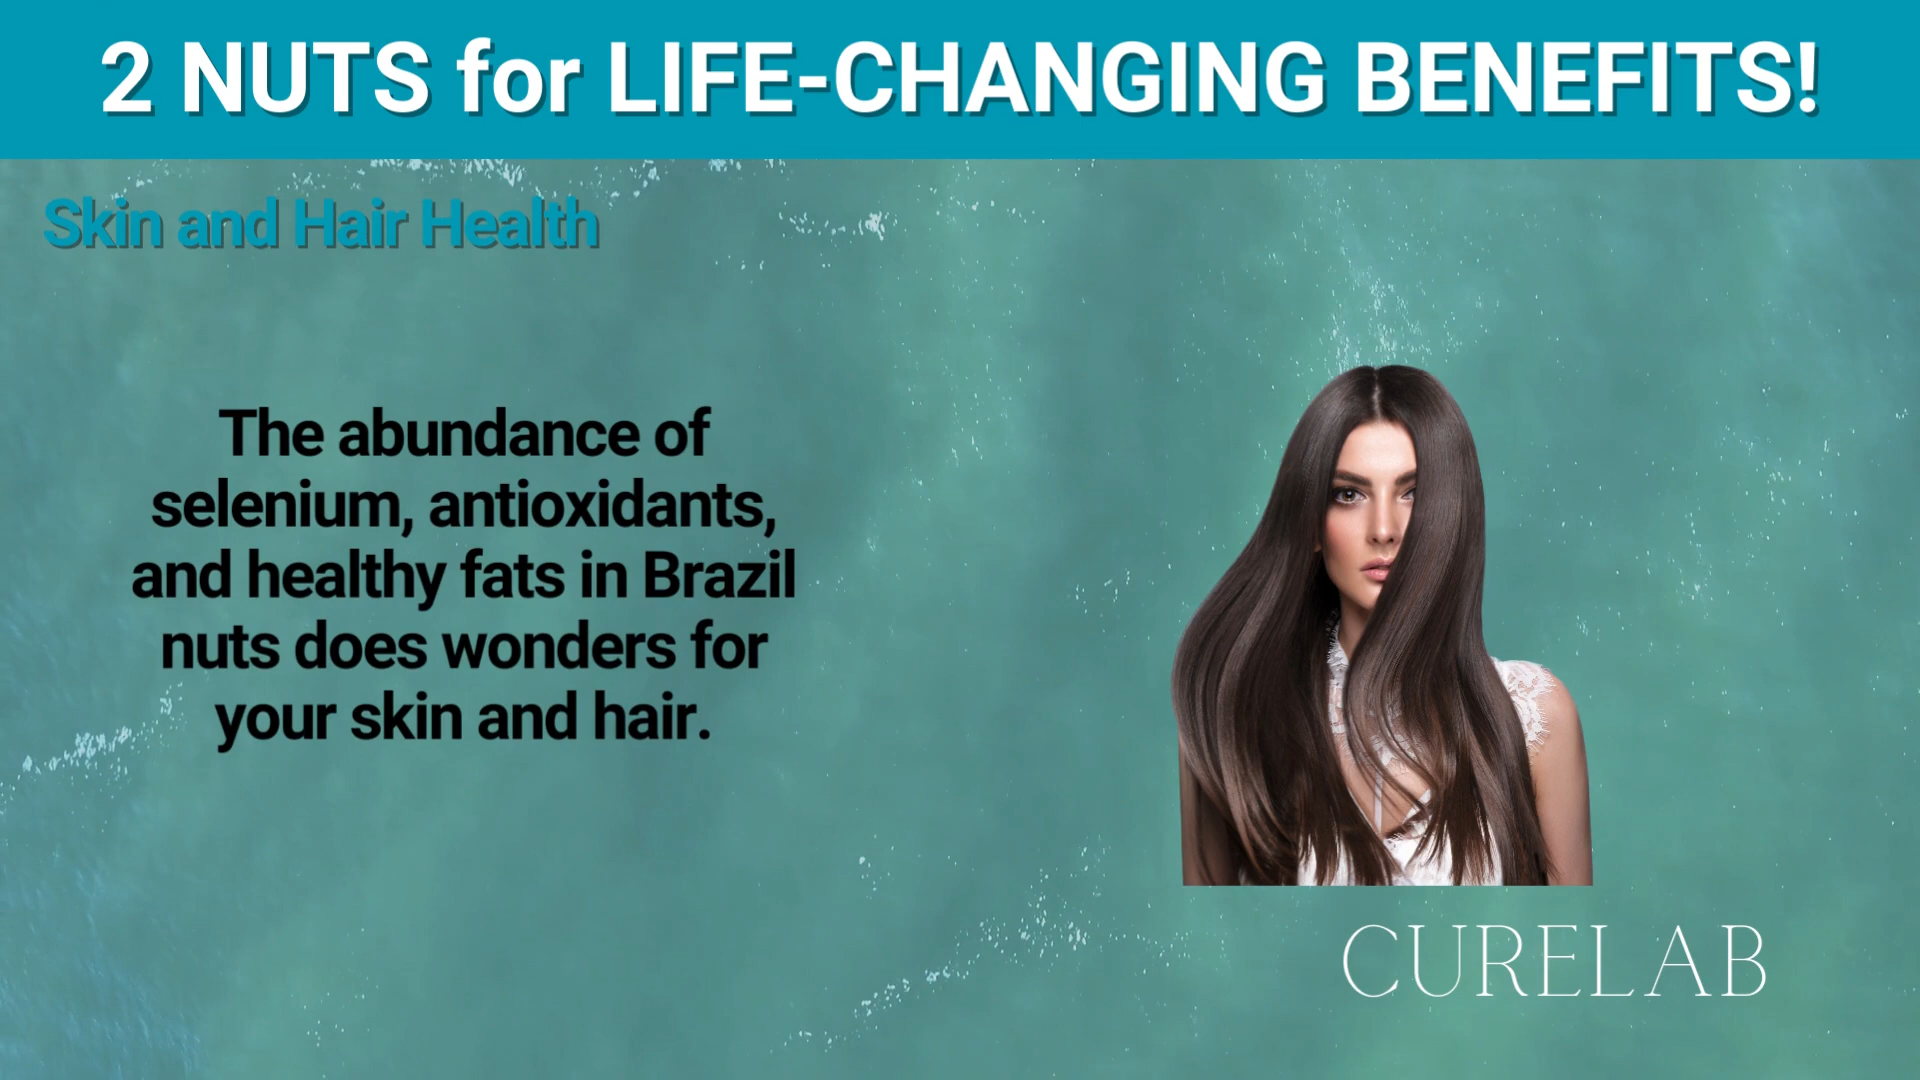 2 NUTS for LIFE-CHANGING BENEFITS!
Skin and Hair Health
The abundance of
selenium, antioxidants,
and healthy fats in Brazil
nuts does wonders for
your skin and hair.
CURELAB